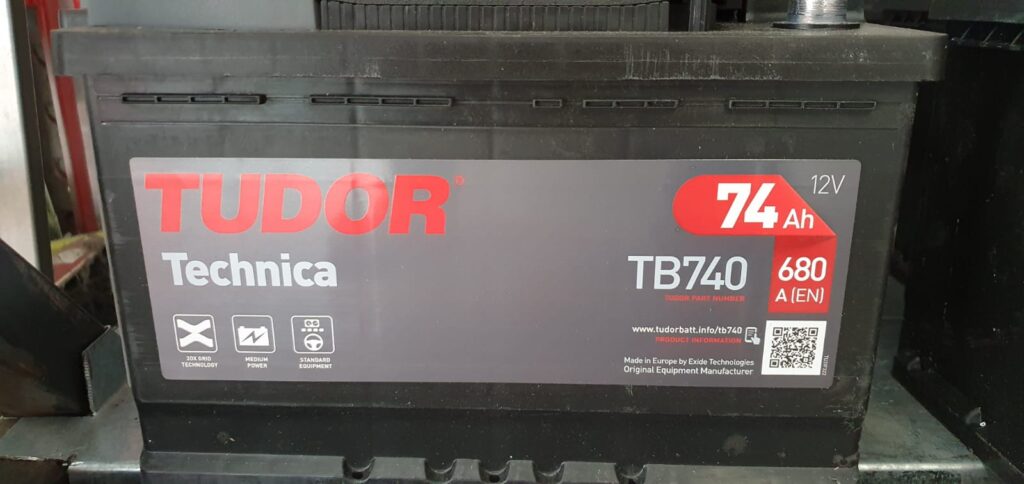 TUDOR®
Technica
3DX GRID
TECHNOLOGY
MEDIUM
POWER
STANDARD
EQUIPMENT
74 Ah
12V
TB740
TUDOR PART NUMBER
680
A (EN)
www.tudorbatt.info/tb740
PRODUCT INFORMATION
Made in Europe by Exide Technologies
Original Equipment Manufacturer